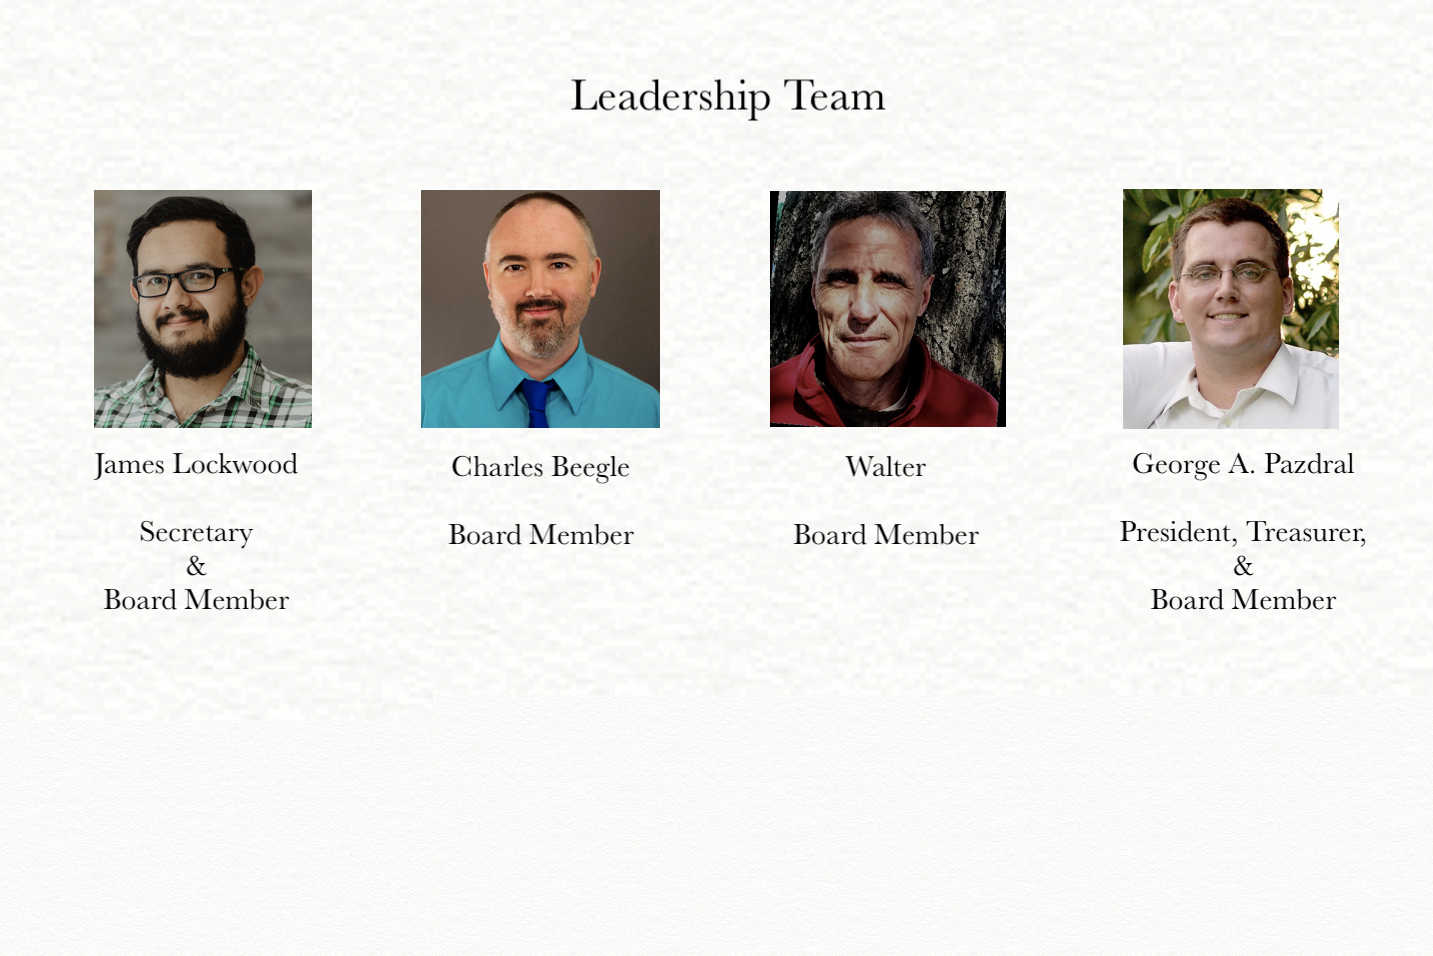 Leadership Team
James Lockwood
Secretary
&
Board Member
Charles Beegle
Board Member
Walter
Board Member
George A. Pazdral
President, Treasurer,
&
Board Member